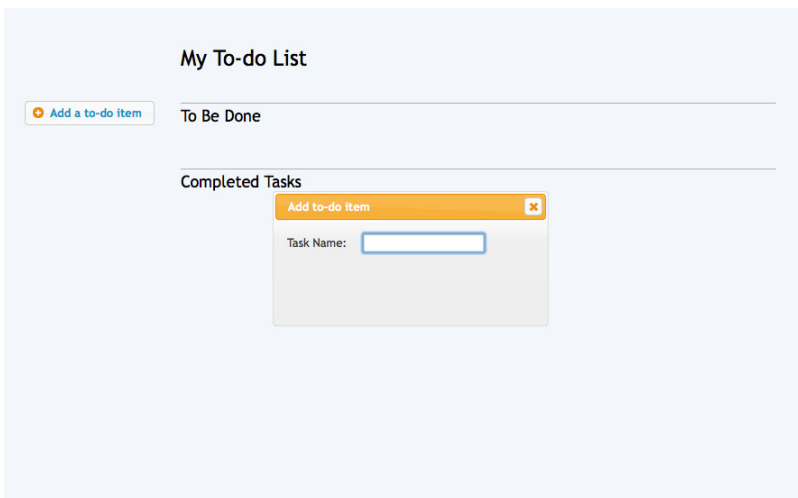 My To-do List
Add a to-do item
To Be Done
Completed Tasks
Add to-do item
Task Name: